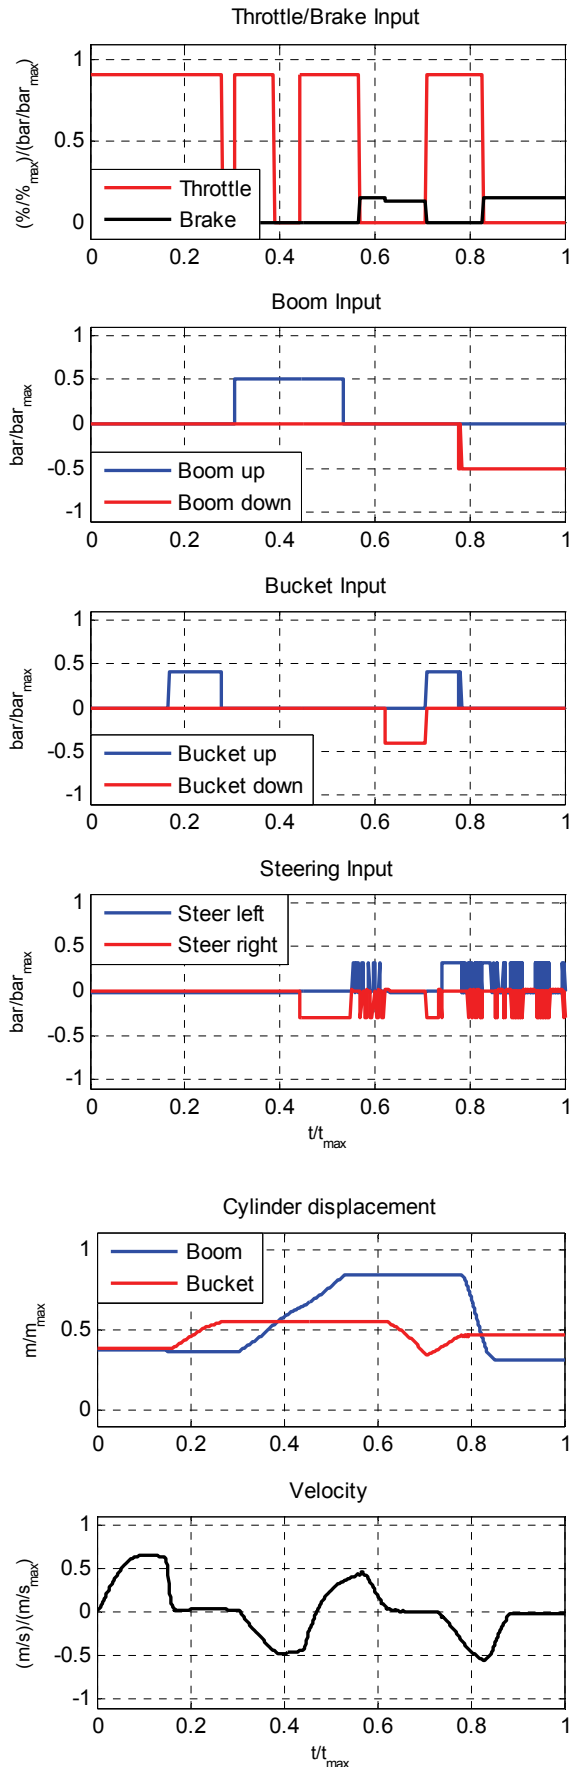 Throttle/Brake Input
(%/%max)/(bar/barmax)
1
0.5
0
Throttle
Brake
0 0.2 0.4 0.6 0.8 1
Boom Input
bar/barmax
1
0.5
0
-0.5
-1
Boom up
Boom down
0 0.2 0.4 0.6 0.8 1
Bucket Input
bar/barmax
1
0.5
0
-0.5
-1
Bucket up
Bucket down
0 0.2 0.4 0.6 0.8 1
Steering Input
bar/barmax
1
0.5
0
-0.5
-1
Steer left
Steer right
0 0.2 0.4 0.6 0.8 1
t/tmax
Cylinder displacement
m/mmax
1
0.5
0
Boom
Bucket
0 0.2 0.4 0.6 0.8 1
Velocity
(m/s)/(m/smax)
1
0.5
0
-0.5
-1
0 0.2 0.4 0.6 0.8 1
t/tmax